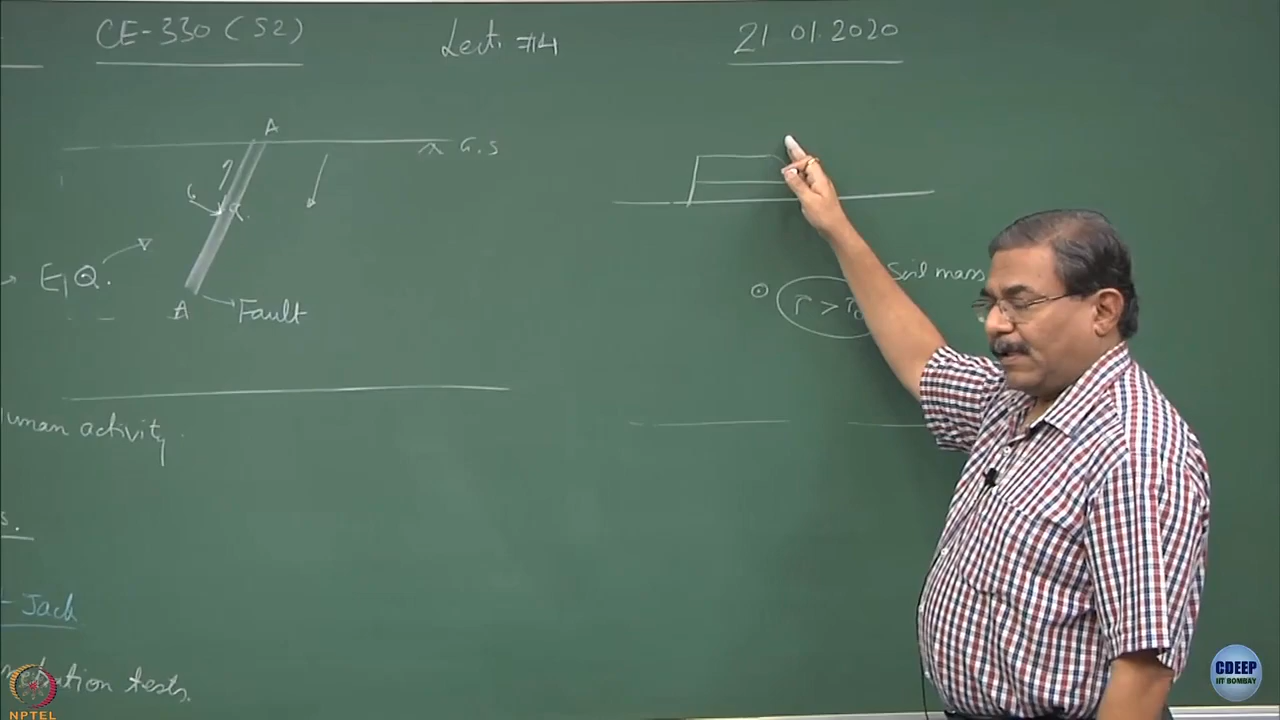 CE-330 (S2)
Lect. #14
21 01.2020
A
G.S
E,Q.
A
Fault
Soil mass
τ > τ
Human activity
s.
- Jack
ndation tests.
NPTEL
CDEEP
IIT BOMBAY